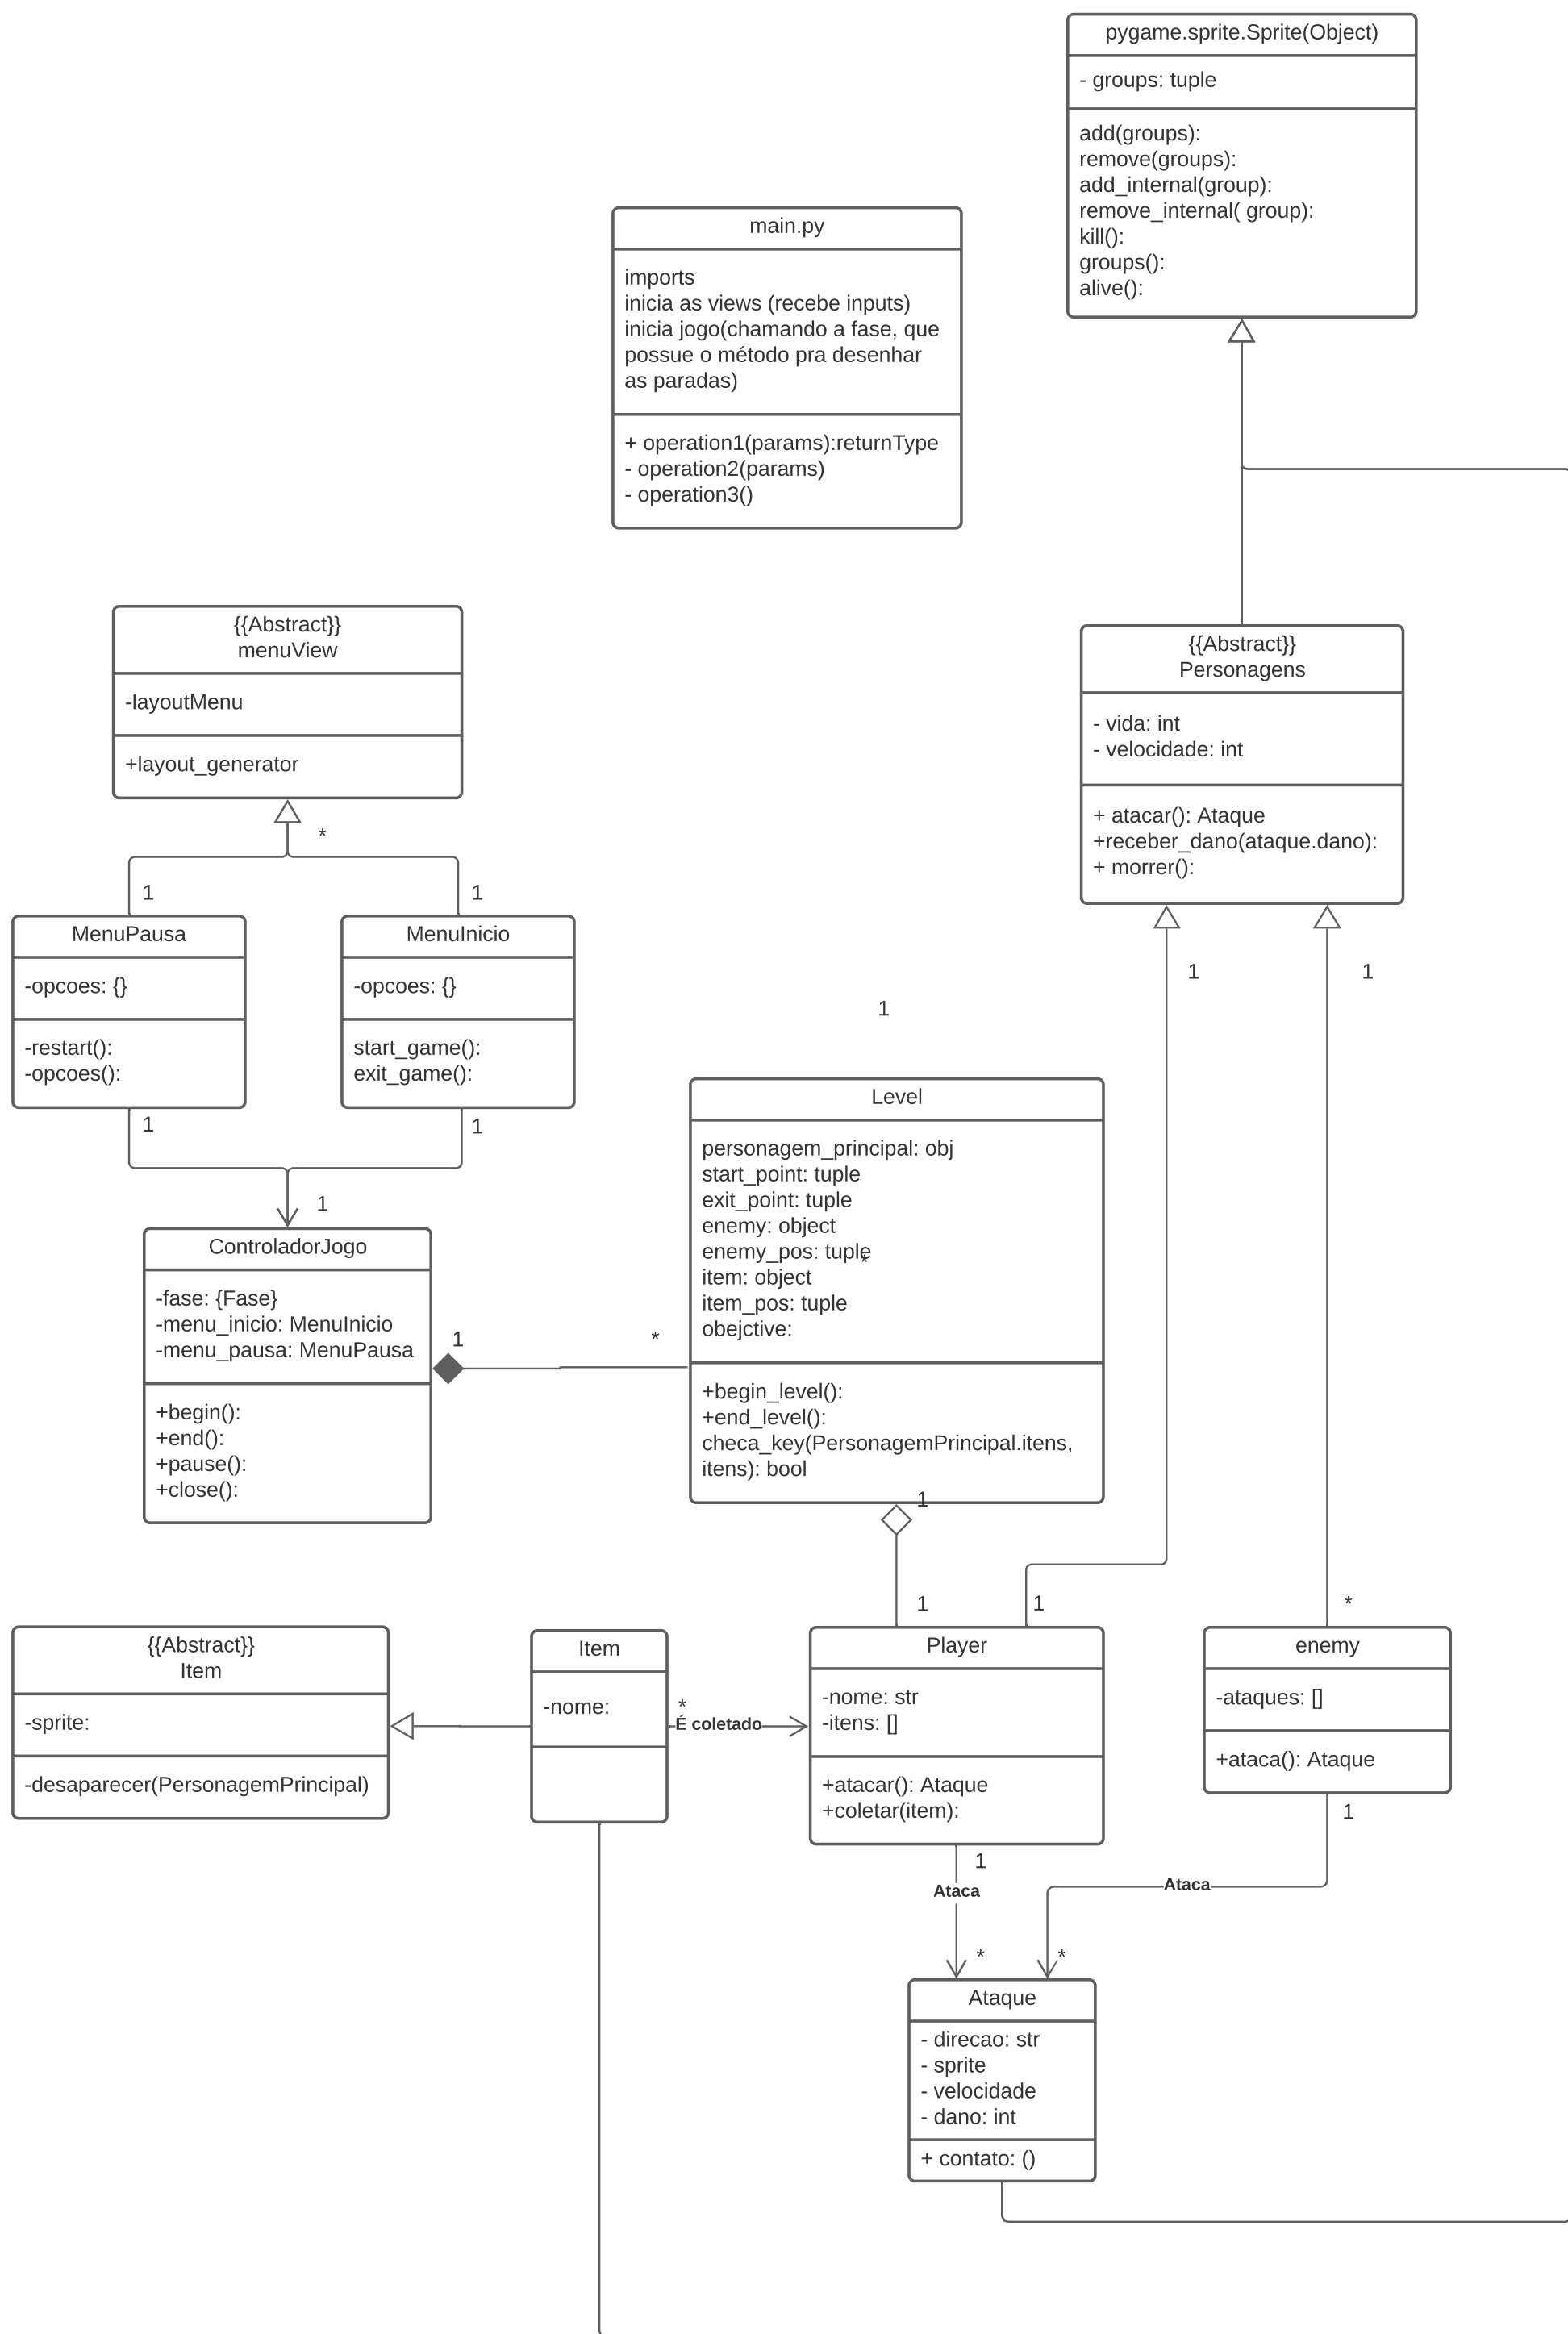 pygame.sprite.Sprite(Object)
- groups: tuple
add(groups):
remove(groups):
add_internal(group):
remove_internal( group):
kill():
groups():
alive():
main.py
imports
inicia as views (recebe inputs)
inicia jogo(chamando a fase, que
possue o método pra desenhar
as paradas)
+ operation1(params):returnType
- operation2(params)
- operation3()
{{Abstract}}
menuView
-layoutMenu
+layout_generator
*
1
1
{{Abstract}}
Personagens
- vida: int
- velocidade: int
+ atacar(): Ataque
+receber_dano(ataque.dano):
+ morrer():
1
1
MenuPausa
-opcoes: {}
-restart():
-opcoes():
1
MenuInicio
-opcoes: {}
start_game():
exit_game():
1
1
1
Level
personagem_principal: obj
start_point: tuple
exit_point: tuple
enemy: object
enemy_pos: tuple
*
item: object
item_pos: tuple
obejctive:
+begin_level():
+end_level():
checa_key(PersonagemPrincipal.itens,
itens): bool
1
ControladorJogo
-fase: {Fase}
-menu_inicio: MenuInicio
-menu_pausa: MenuPausa
+begin():
+end():
+pause():
+close():
1
*
1
1
*
{{Abstract}}
Item
-sprite:
-desaparecer(PersonagemPrincipal)
Item
-nome:
*
É coletado
Player
-nome: str
-itens: []
+atacar(): Ataque
+coletar(item):
enemy
-ataques: []
+ataca(): Ataque
1
1
Ataca
Ataca
*
*
Ataque
- direcao: str
- sprite
- velocidade
- dano: int
+ contato: ()